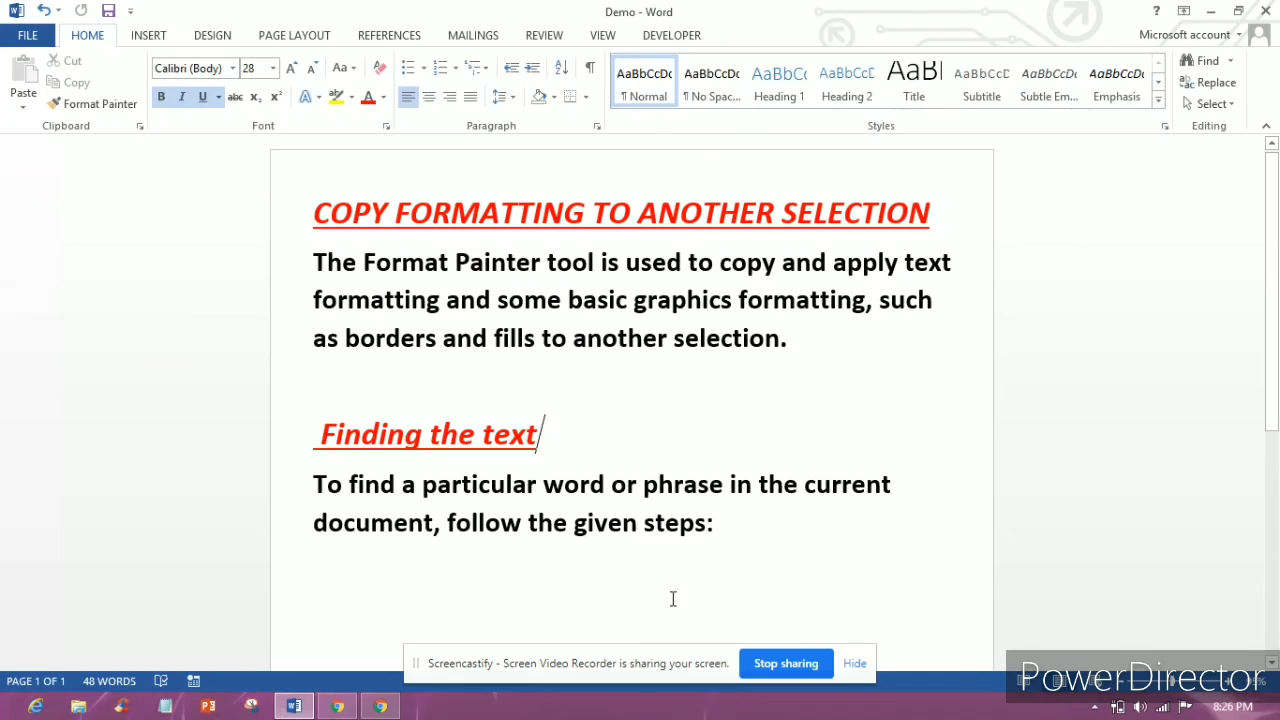 Demo - Word
FILE HOME INSERT DESIGN PAGE LAYOUT REFERENCES MAILINGS REVIEW VIEW DEVELOPER Microsoft account
Paste
Cut
Copy
Format Painter
Clipboard
Calibri (Body) 28
Font
Paragraph
AaBbCcDc AaBbCcDc AaBbCc AaBbCcC AaBl AaBbCcD AaBbCcDc AaBbCcDc
¶ Normal ¶ No Spac... Heading 1 Heading 2 Title Subtitle Subtle Em... Emphasis
Styles
Find
Replace
Select
Editing
COPY FORMATTING TO ANOTHER SELECTION
The Format Painter tool is used to copy and apply text
formatting and some basic graphics formatting, such
as borders and fills to another selection.
Finding the text
To find a particular word or phrase in the current
document, follow the given steps:
Screencastify - Screen Video Recorder is sharing your screen. Stop sharing Hide
PAGE 1 OF 1 48 WORDS
PowerDirector
8:26 PM